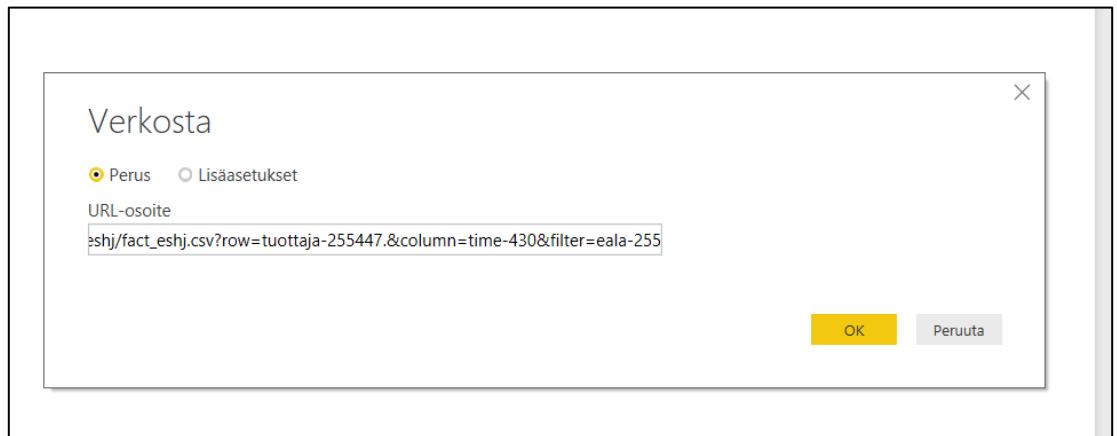 Verkosta
Perus Lisäasetukset
URL-osoite
eshj/fact_eshj.csv?row=tuottaja-255447.&column=time-430&filter=eala-255
OK Peruuta